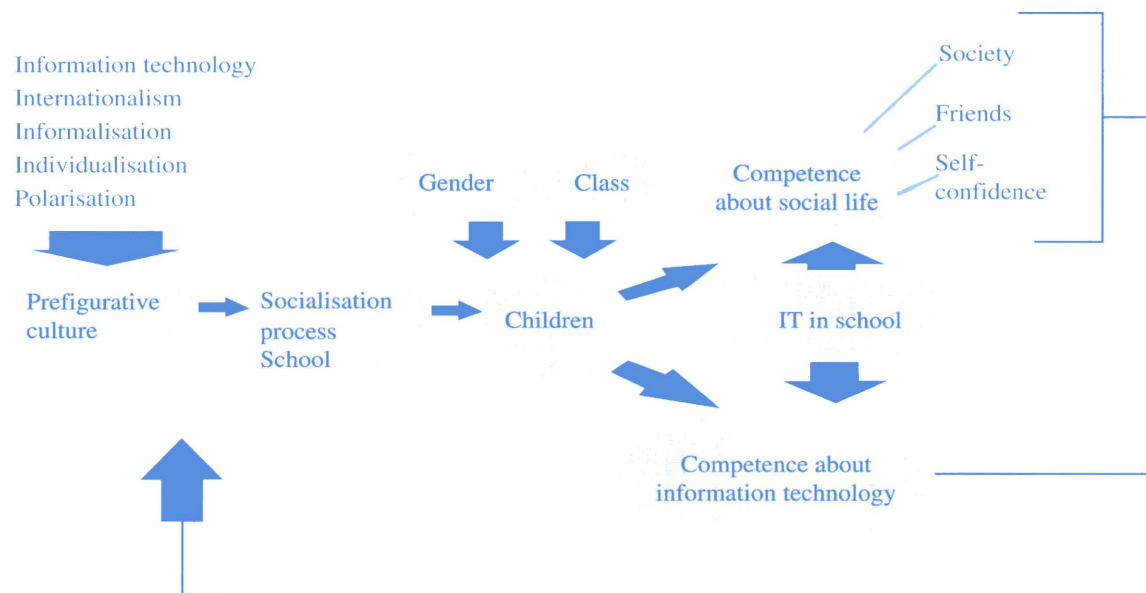 Information technology
Internationalism
Informalisation
Individualisation
Polarisation
Prefigurative
culture
Socialisation
process
School
Gender
Class
Children
Competence
about social life
Society
Friends
Self-
confidence
IT in school
Competence about
information technology